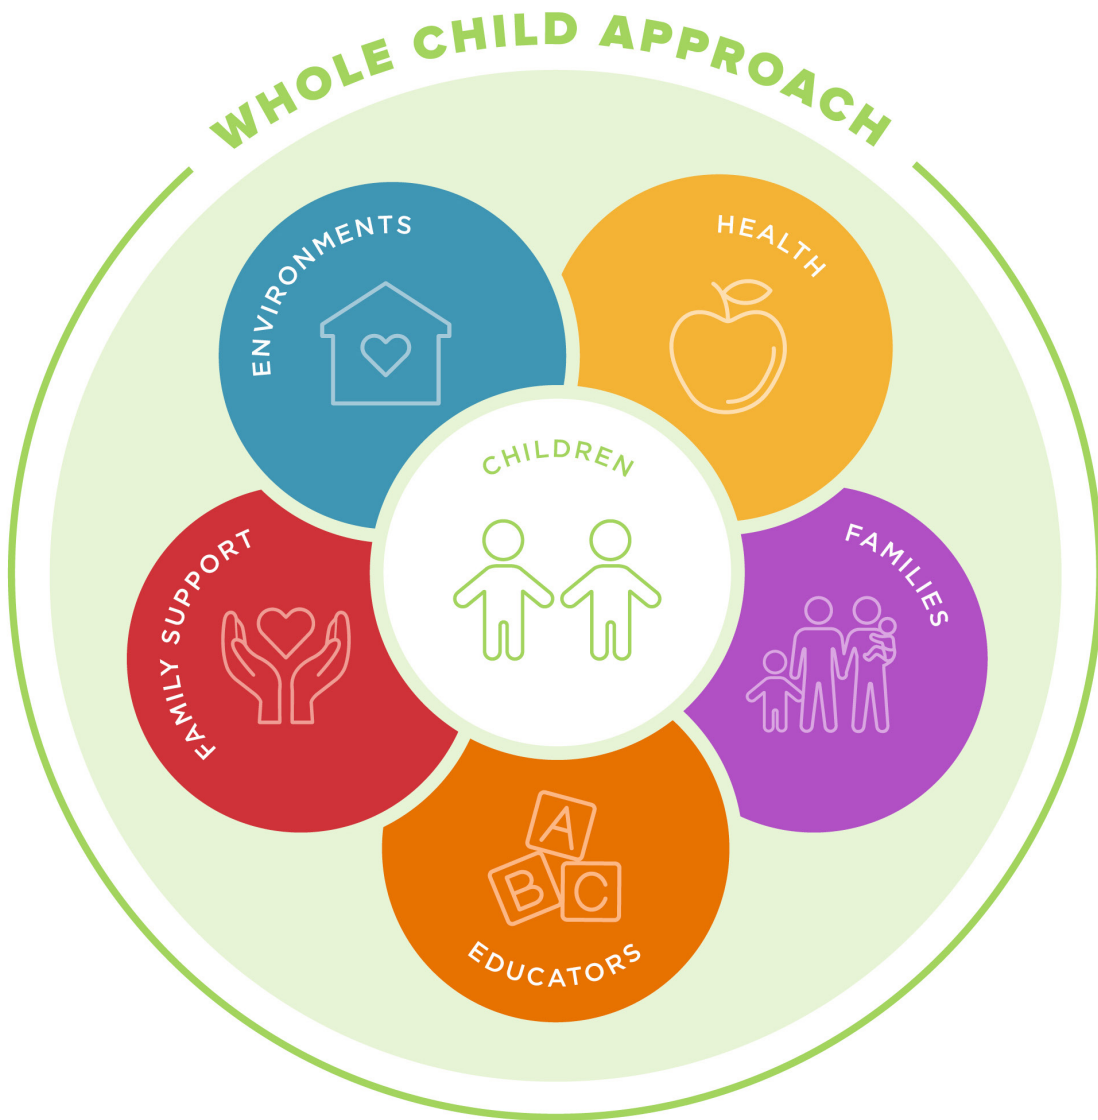 WHOLE CHILD APPROACH
ENVIRONMENTS
HEALTH
CHILDREN
FAMILY SUPPORT
FAMILIES
A
B
C
EDUCATORS